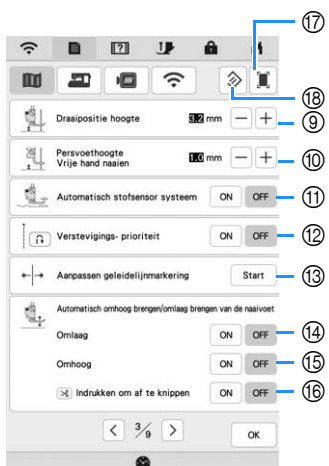 ⑰
⑱
Draaipositie hoogte 3.2 mm − + ⑨
Persvoethoogte
Vrije hand naaien 1.0 mm − + ⑩
Automatisch stofsensor systeem ON OFF ⑪
Verstevigings- prioriteit ON OFF ⑫
Aanpassen geleidelijnmarkering Start ⑬
Automatisch omhoog brengen/omlaag brengen van de naaivoet
Omlaag ON OFF ⑭
Omhoog ON OFF ⑮
Indrukken om af te knippen ON OFF ⑯
< 3/9 > OK